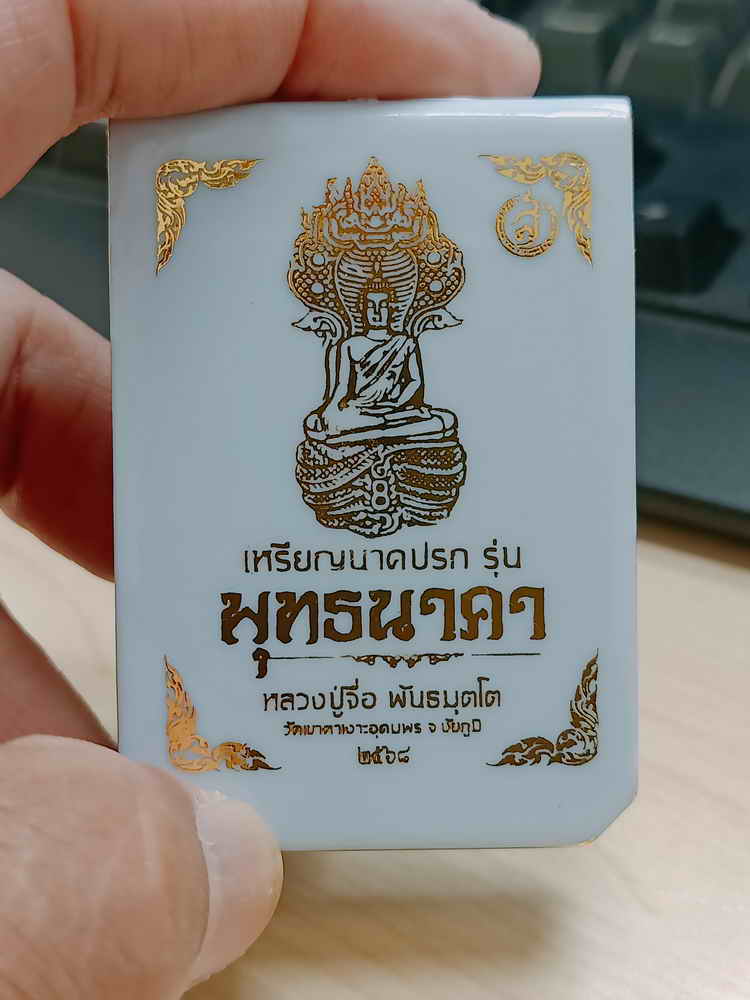 เหรียญนาคปรก รุ่น
พุทธนาคา
หลวงปู่จื่อ พันธมุตโต
วัดเขาตาเงาะอุดมพร จ ชัยภูมิ
๒๕๖๘